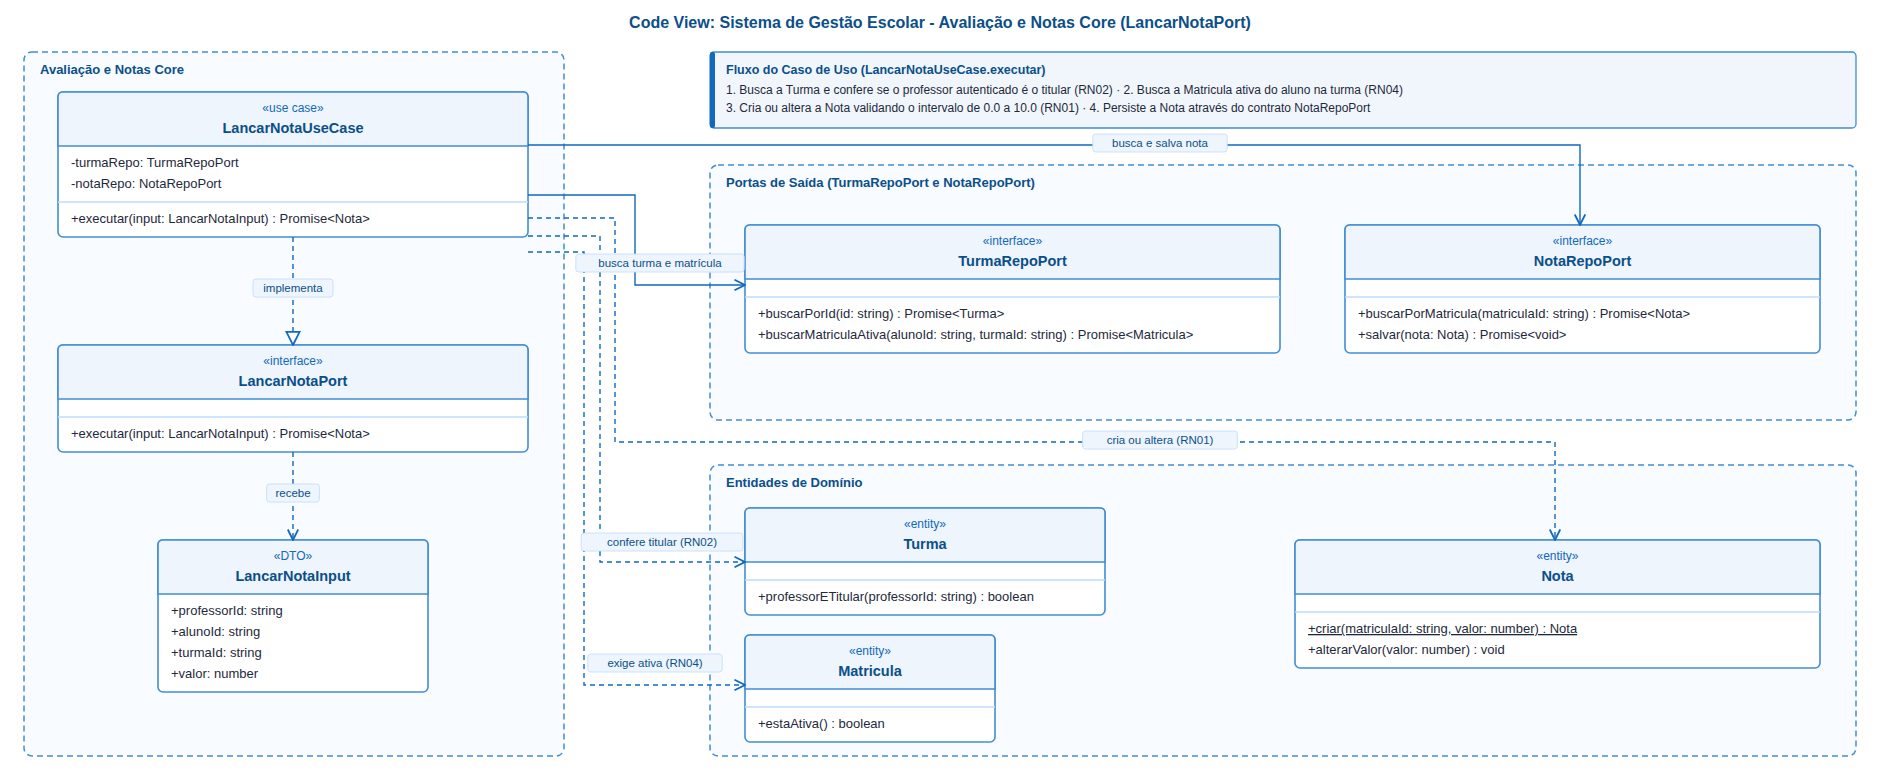 Code View: Sistema de Gestão Escolar - Avaliação e Notas Core (LancarNotaPort)
Avaliação e Notas Core
«use case»
LancarNotaUseCase
-turmaRepo: TurmaRepoPort
-notaRepo: NotaRepoPort
+executar(input: LancarNotaInput) : Promise<Nota>
implementa
«interface»
LancarNotaPort
+executar(input: LancarNotaInput) : Promise<Nota>
recebe
«DTO»
LancarNotaInput
+professorId: string
+alunoId: string
+turmaId: string
+valor: number
Fluxo do Caso de Uso (LancarNotaUseCase.executar)
1. Busca a Turma e confere se o professor autenticado é o titular (RN02) · 2. Busca a Matricula ativa do aluno na turma (RN04)
3. Cria ou altera a Nota validando o intervalo de 0.0 a 10.0 (RN01) · 4. Persiste a Nota através do contrato NotaRepoPort
busca e salva nota
busca turma e matrícula
Portas de Saída (TurmaRepoPort e NotaRepoPort)
«interface»
TurmaRepoPort
+buscarPorId(id: string) : Promise<Turma>
+buscarMatriculaAtiva(alunoId: string, turmaId: string) : Promise<Matricula>
«interface»
NotaRepoPort
+buscarPorMatricula(matriculaId: string) : Promise<Nota>
+salvar(nota: Nota) : Promise<void>
cria ou altera (RN01)
confere titular (RN02)
exige ativa (RN04)
Entidades de Domínio
«entity»
Turma
+professorETitular(professorId: string) : boolean
«entity»
Matricula
+estaAtiva() : boolean
«entity»
Nota
+criar(matriculaId: string, valor: number) : Nota
+alterarValor(valor: number) : void